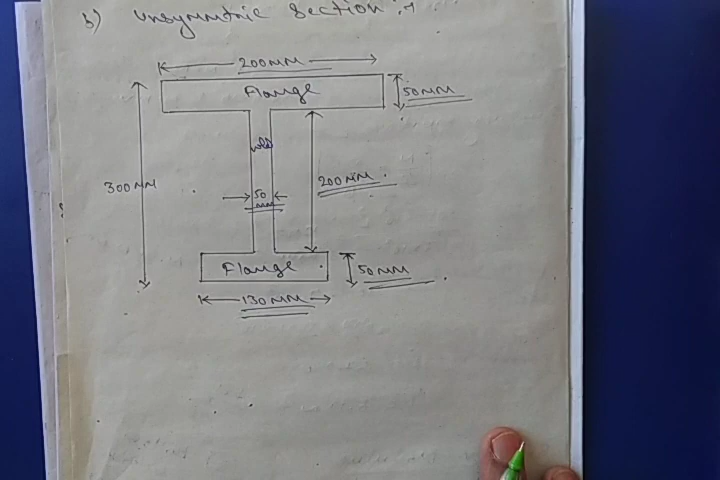 b) Unsymmetric Section :-
200MM
Flange
50MM
web
300MM
200MM.
50
MM
Flange
50MM
130MM